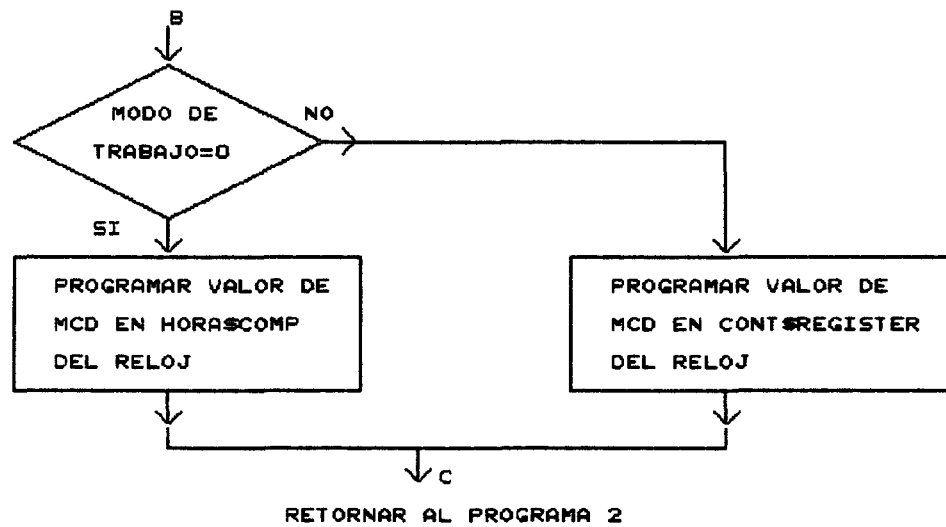 B
MODO DE
TRABAJO=0
NO
SI
PROGRAMAR VALOR DE
MCD EN HORA$COMP
DEL RELOJ
PROGRAMAR VALOR DE
MCD EN CONT$REGISTER
DEL RELOJ
C
RETORNAR AL PROGRAMA 2